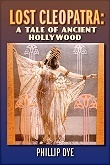 LOST CLEOPATRA:
A TALE OF ANCIENT
HOLLYWOOD
PHILLIP DYE